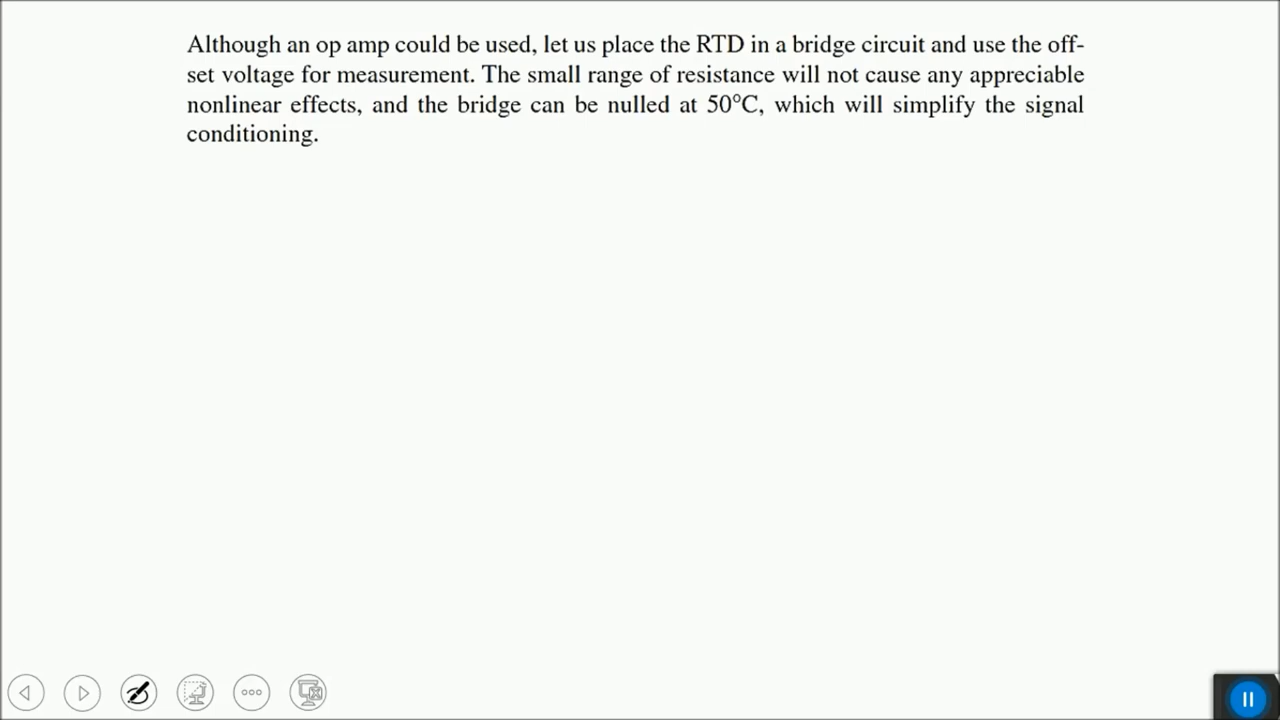 Although an op amp could be used, let us place the RTD in a bridge circuit and use the off-
set voltage for measurement. The small range of resistance will not cause any appreciable
nonlinear effects, and the bridge can be nulled at 50°C, which will simplify the signal
conditioning.